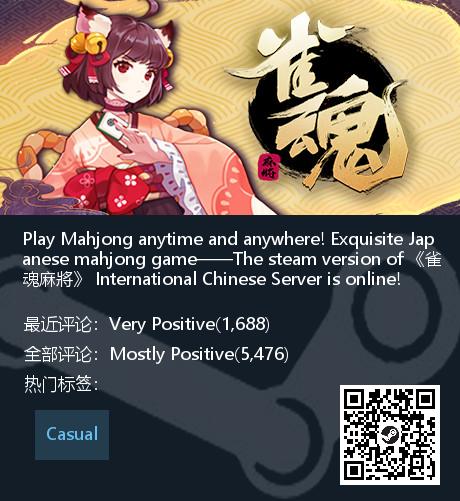 雀魂
麻將
Play Mahjong anytime and anywhere! Exquisite Jap
anese mahjong game——The steam version of《雀
魂麻將》 International Chinese Server is online!
最近评论：Very Positive(1,688)
全部评论：Mostly Positive(5,476)
热门标签：
Casual